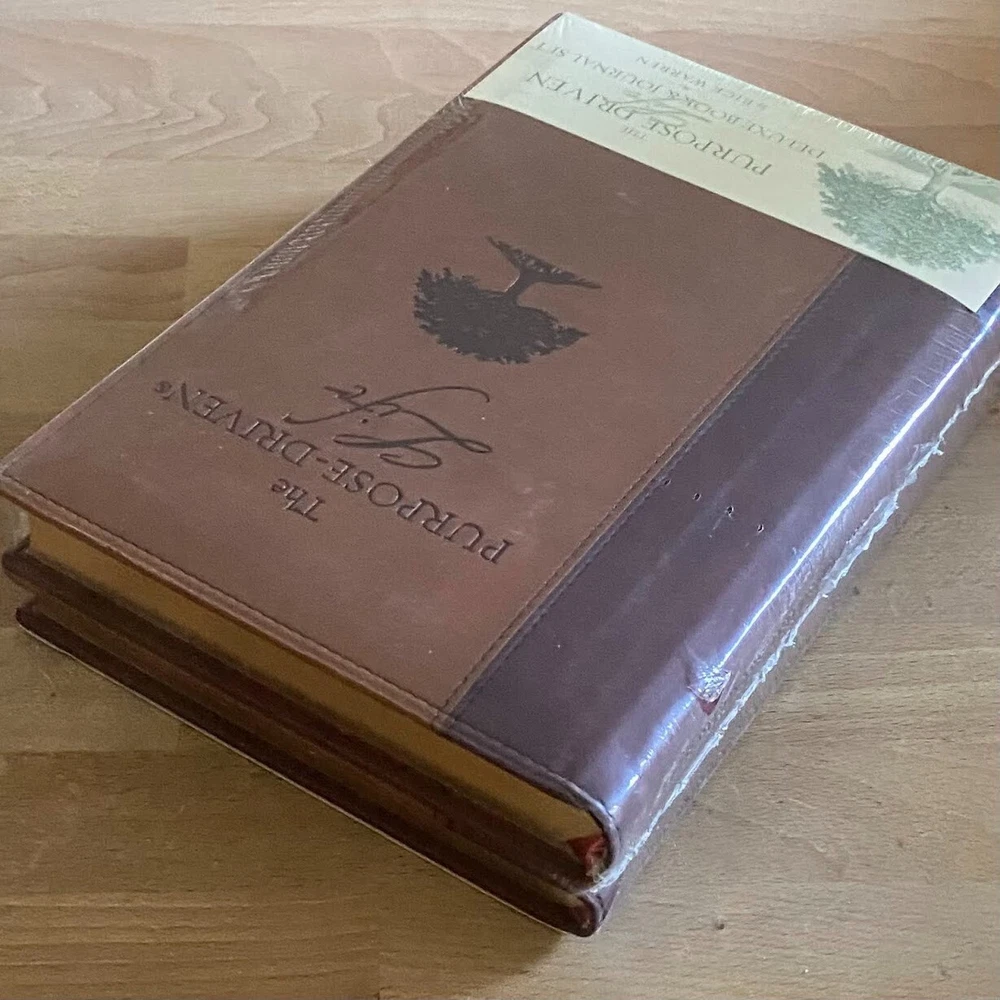 The
PURPOSE-DRIVEN®
Life
THE
PURPOSE-DRIVEN
Life
DELUXE BOOK & JOURNAL SET
RICK WARREN